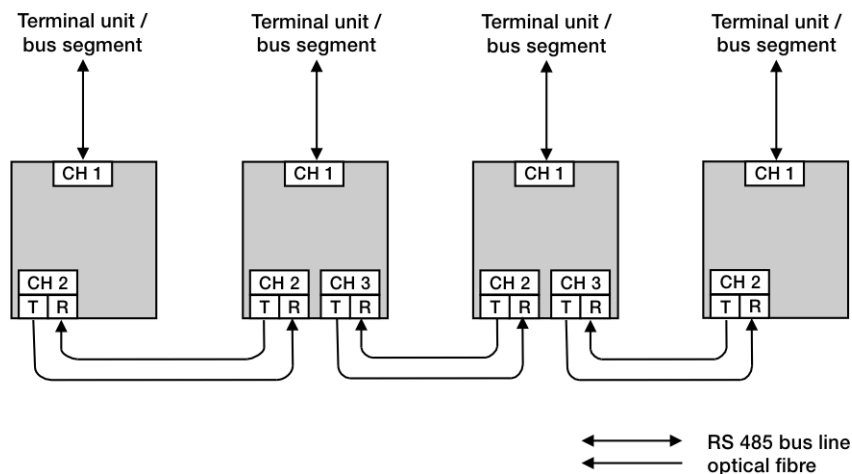 Terminal unit /
bus segment
Terminal unit /
bus segment
Terminal unit /
bus segment
Terminal unit /
bus segment
CH 1
CH 1
CH 1
CH 1
CH 2
T R
CH 2 CH 3
T R T R
CH 2 CH 3
T R T R
CH 2
T R
RS 485 bus line
optical fibre